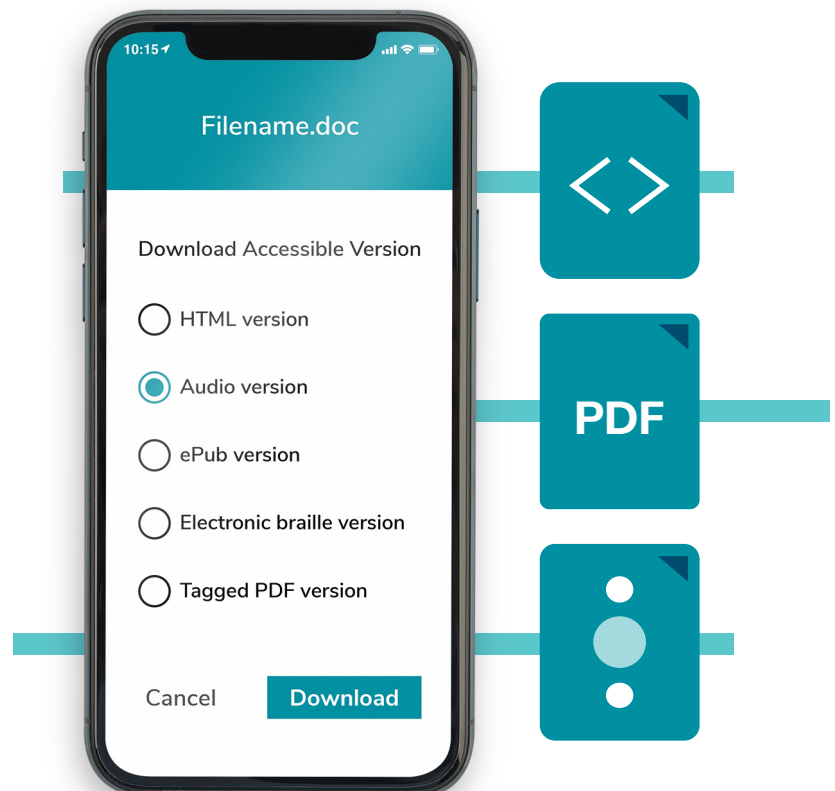 10:15
Filename.doc
Download Accessible Version
HTML version
Audio version
ePub version
Electronic braille version
Tagged PDF version
Cancel
Download
PDF